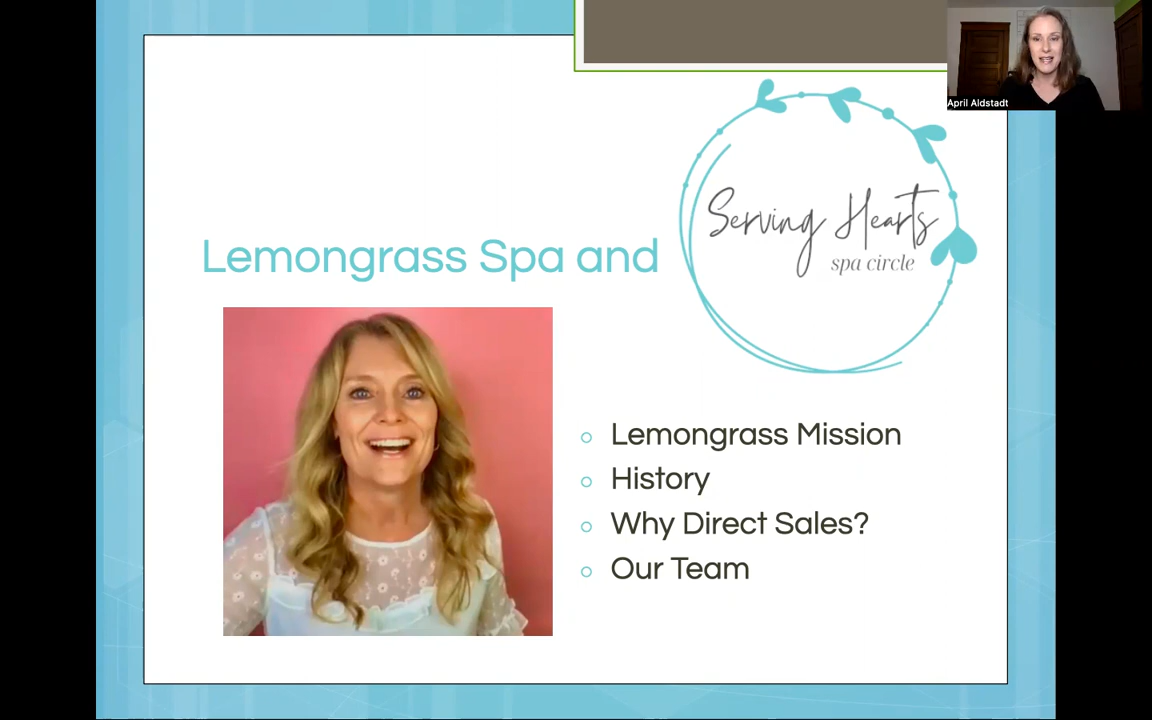 April Aldstadt
Serving Hearts
spa circle
Lemongrass Spa and
Lemongrass Mission
History
Why Direct Sales?
Our Team